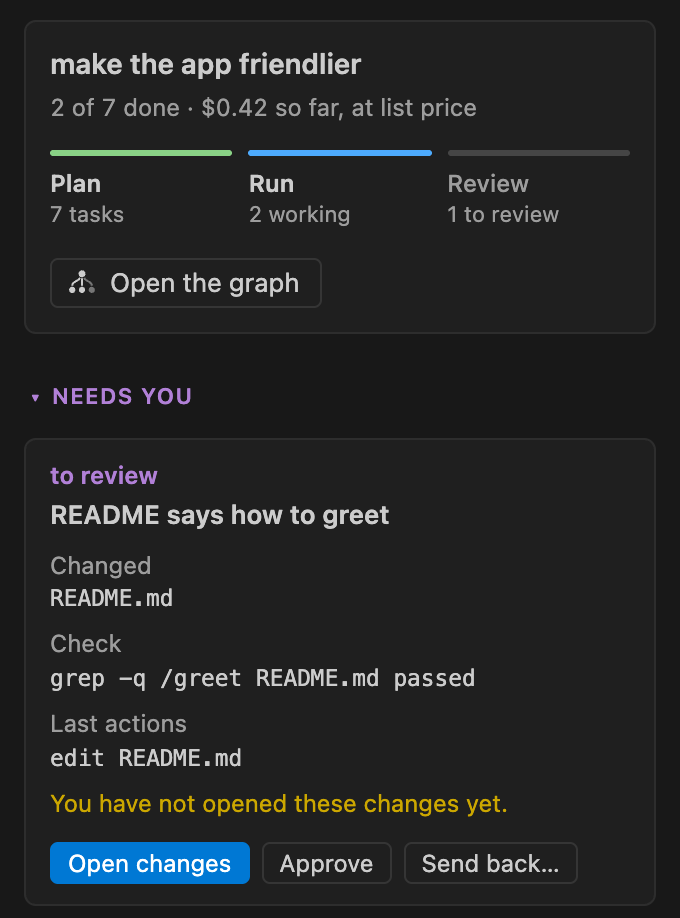 make the app friendlier
2 of 7 done · $0.42 so far, at list price
Plan
7 tasks
Run
2 working
Review
1 to review
Open the graph
NEEDS YOU
to review
README says how to greet
Changed
README.md
Check
grep -q /greet README.md passed
Last actions
edit README.md
You have not opened these changes yet.
Open changes
Approve
Send back...